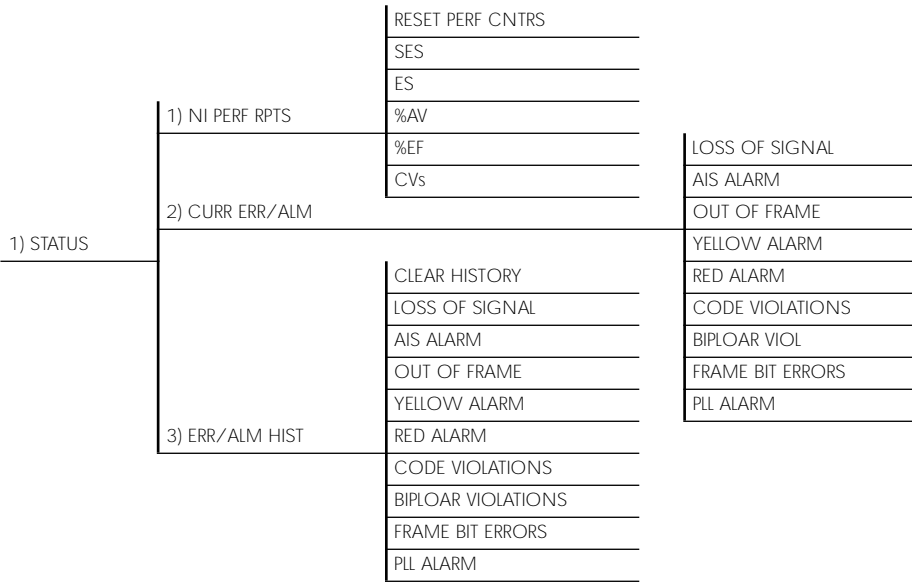 1) STATUS
1) NI PERF RPTS
RESET PERF CNTRS
SES
ES
%AV
%EF
CVs
2) CURR ERR/ALM
LOSS OF SIGNAL
AIS ALARM
OUT OF FRAME
YELLOW ALARM
RED ALARM
CODE VIOLATIONS
BIPLOAR VIOL
FRAME BIT ERRORS
PLL ALARM
3) ERR/ALM HIST
CLEAR HISTORY
LOSS OF SIGNAL
AIS ALARM
OUT OF FRAME
YELLOW ALARM
RED ALARM
CODE VIOLATIONS
BIPLOAR VIOLATIONS
FRAME BIT ERRORS
PLL ALARM